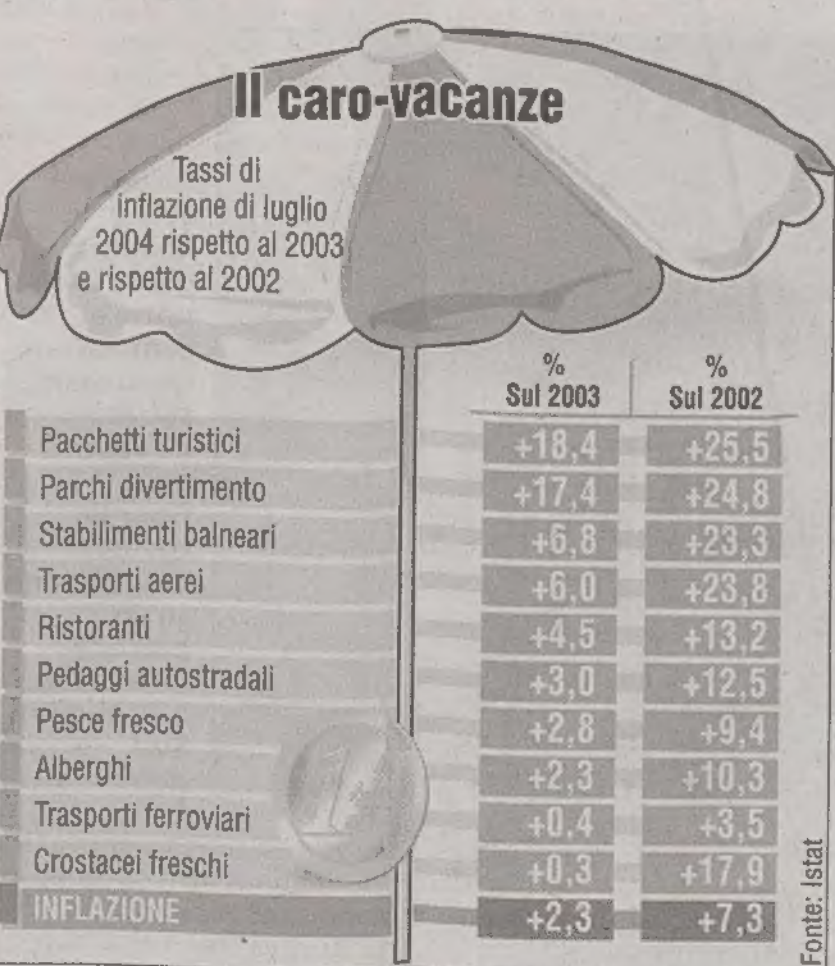 Il caro-vacanze
Tassi di
inflazione di luglio
2004 rispetto al 2003
e rispetto al 2002
% %
Sul 2003 Sul 2002
Pacchetti turistici +18,4 +25,5
Parchi divertimento +17,4 +24,8
Stabilimenti balneari +6,8 +23,3
Trasporti aerei +6,0 +23,8
Ristoranti +4,5 +13,2
Pedaggi autostradali +3,0 +12,5
Pesce fresco +2,8 +9,4
Alberghi +2,3 +10,3
Trasporti ferroviari +0,4 +3,5
Crostacei freschi +0,3 +17,9
INFLAZIONE +2,3 +7,3
1
Fonte: Istat